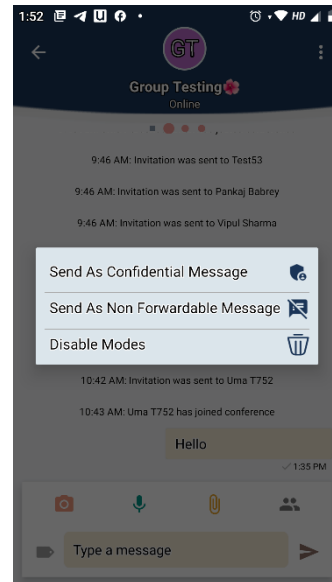 1:52
HD
GT
Group Testing🌸
Online
9:46 AM: Invitation was sent to Test53
9:46 AM: Invitation was sent to Pankaj Babrey
9:46 AM: Invitation was sent to Vipul Sharma
Send As Confidential Message
Send As Non Forwardable Message
Disable Modes
10:42 AM: Invitation was sent to Uma T752
10:43 AM: Uma T752 has joined conference
Hello
1:35 PM
Type a message